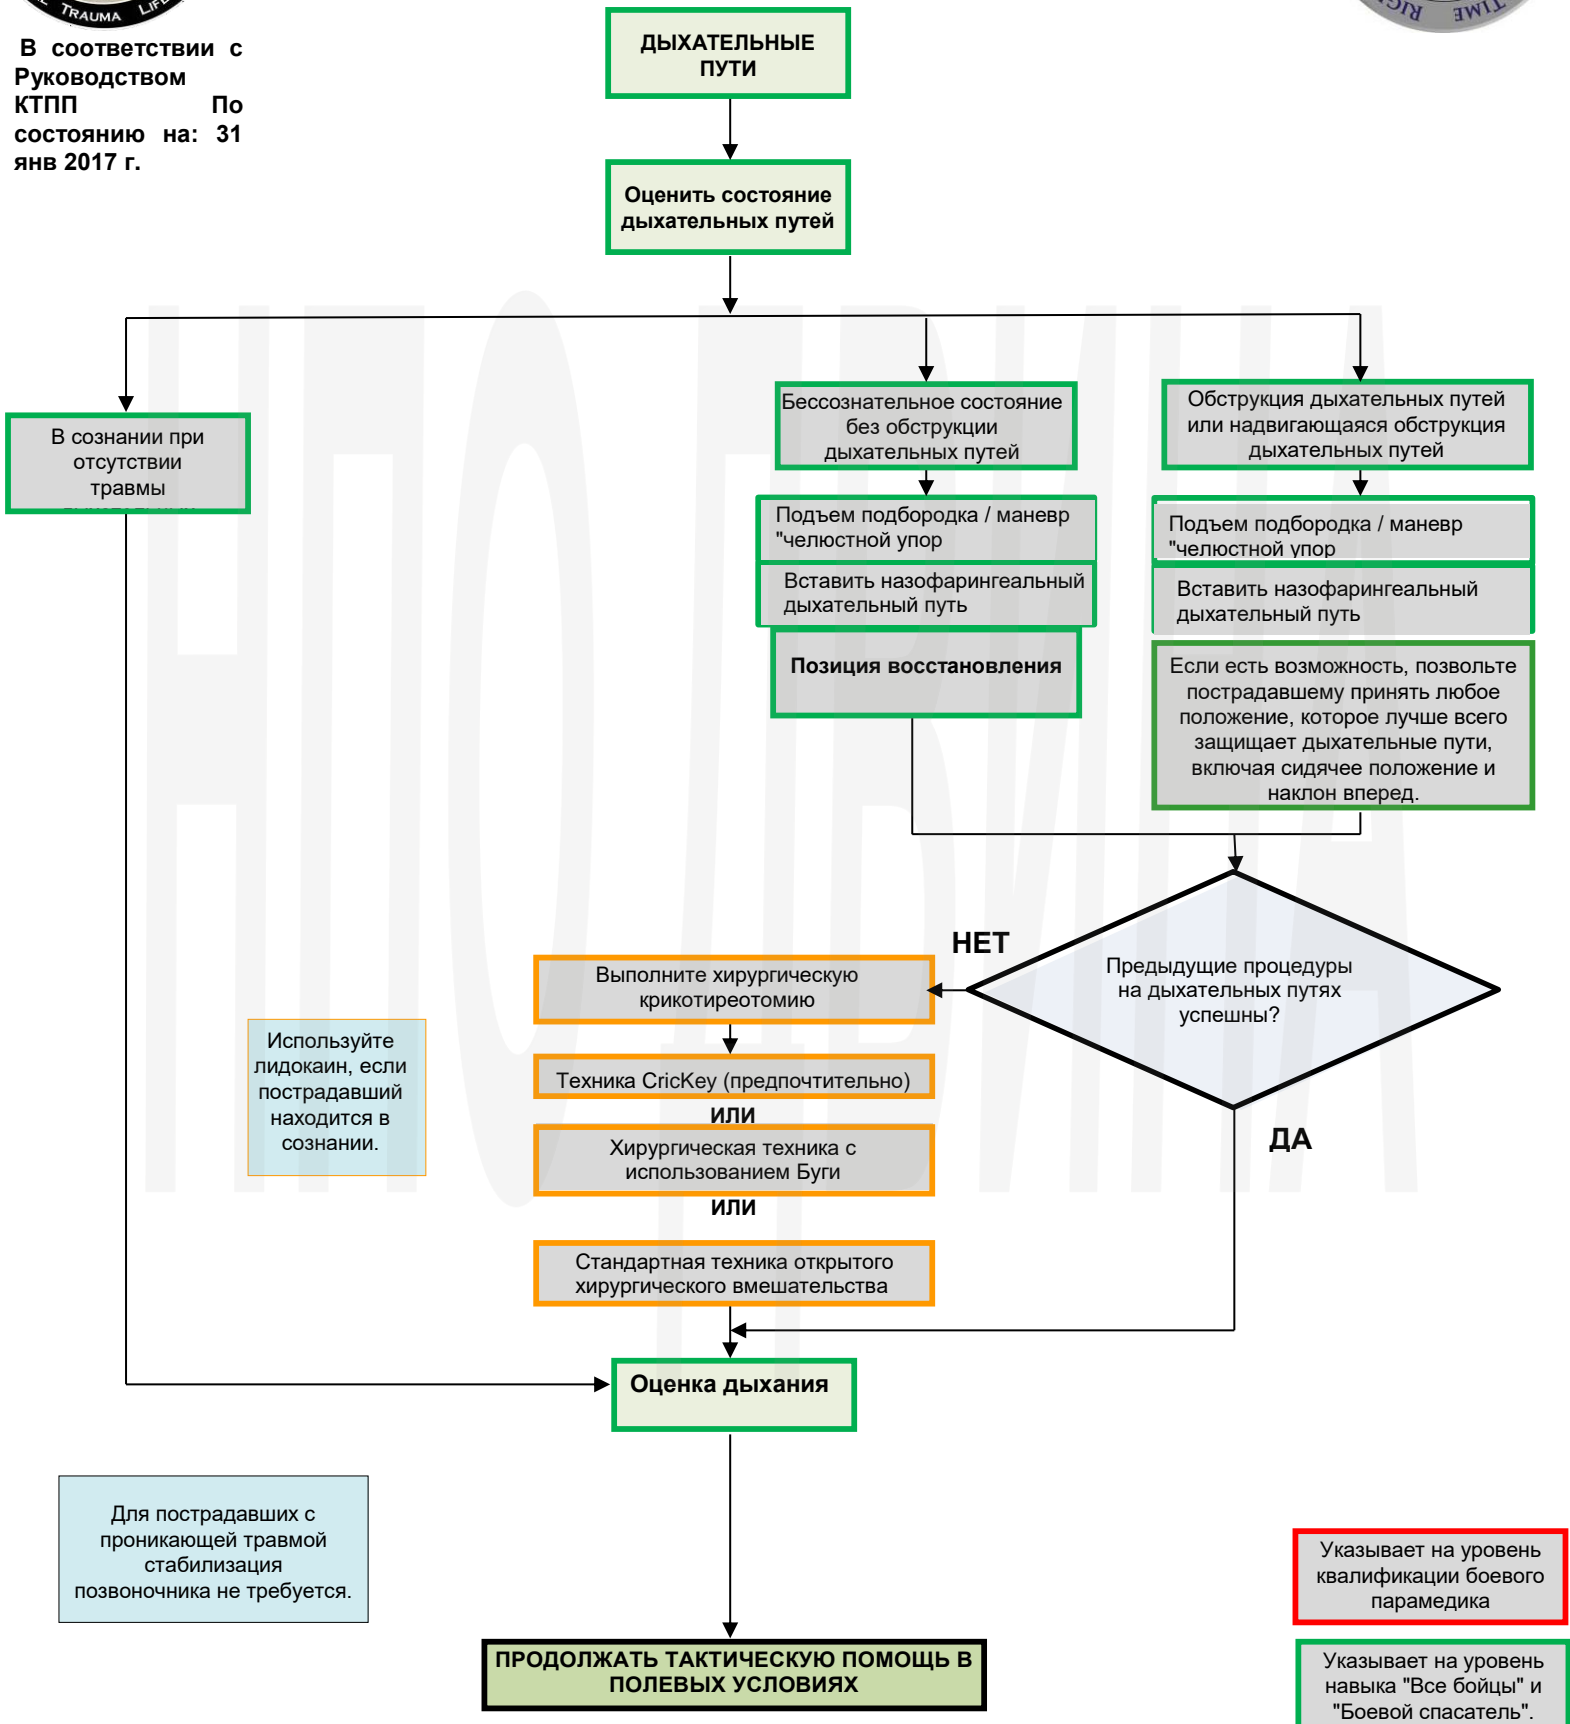 TRAUMA
TIME
В соответствии с
Руководством
КТПП По
состоянию на: 31
янв 2017 г.
ДЫХАТЕЛЬНЫЕ
ПУТИ
Оценить состояние
дыхательных путей
В сознании при
отсутствии
травмы
Бессознательное состояние
без обструкции
дыхательных путей
Обструкция дыхательных путей
или надвигающаяся обструкция
дыхательных путей
Подъем подбородка / маневр
"челюстной упор
Вставить назофарингеальный
дыхательный путь
Позиция восстановления
Подъем подбородка / маневр
"челюстной упор
Вставить назофарингеальный
дыхательный путь
Если есть возможность, позвольте
пострадавшему принять любое
положение, которое лучше всего
защищает дыхательные пути,
включая сидячее положение и
наклон вперед.
Предыдущие процедуры
на дыхательных путях
успешны?
НЕТ
ДА
Выполните хирургическую
крикотиреотомию
Техника CricKey (предпочтительно)
ИЛИ
Хирургическая техника с
использованием Буги
ИЛИ
Стандартная техника открытого
хирургического вмешательства
Используйте
лидокаин, если
пострадавший
находится в
сознании.
Оценка дыхания
Для пострадавших с
проникающей травмой
стабилизация
позвоночника не требуется.
ПРОДОЛЖАТЬ ТАКТИЧЕСКУЮ ПОМОЩЬ В
ПОЛЕВЫХ УСЛОВИЯХ
Указывает на уровень
квалификации боевого
парамедика
Указывает на уровень
навыка "Все бойцы" и
"Боевой спасатель".
НПО ДВИНА